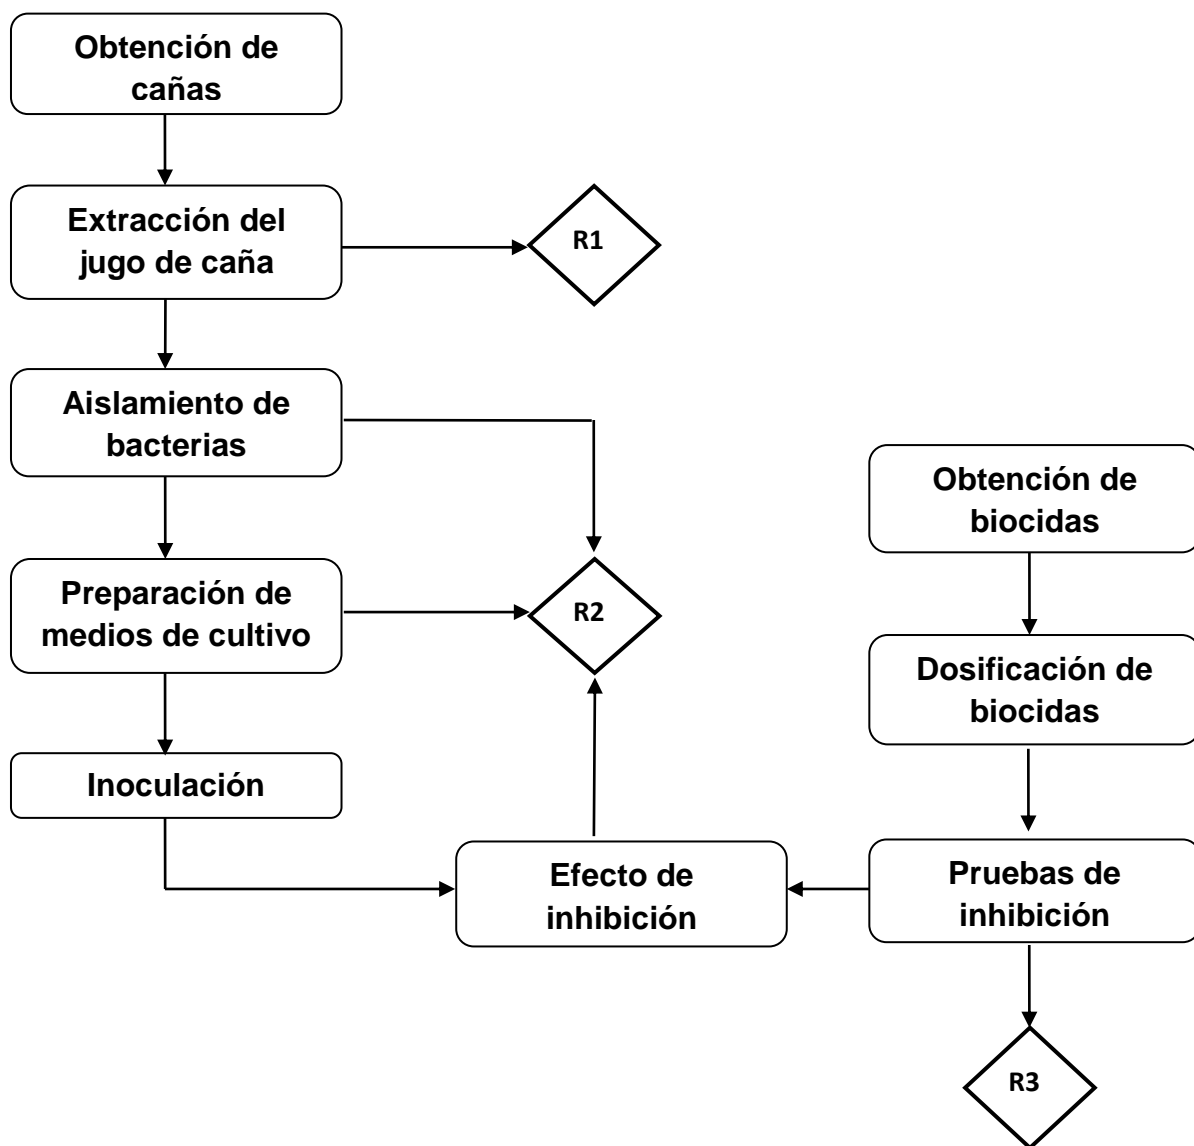 Obtención de
cañas
Extracción del
jugo de caña
R1
Aislamiento de
bacterias
Preparación de
medios de cultivo
R2
Inoculación
Efecto de
inhibición
Obtención de
biocidas
Dosificación de
biocidas
Pruebas de
inhibición
R3